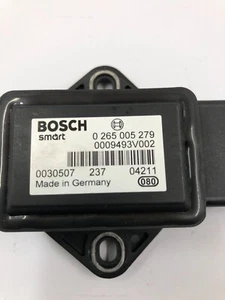 BOSCH
smart 0 265 005 279
0009493V002
0030507 237 04211
Made in Germany 080